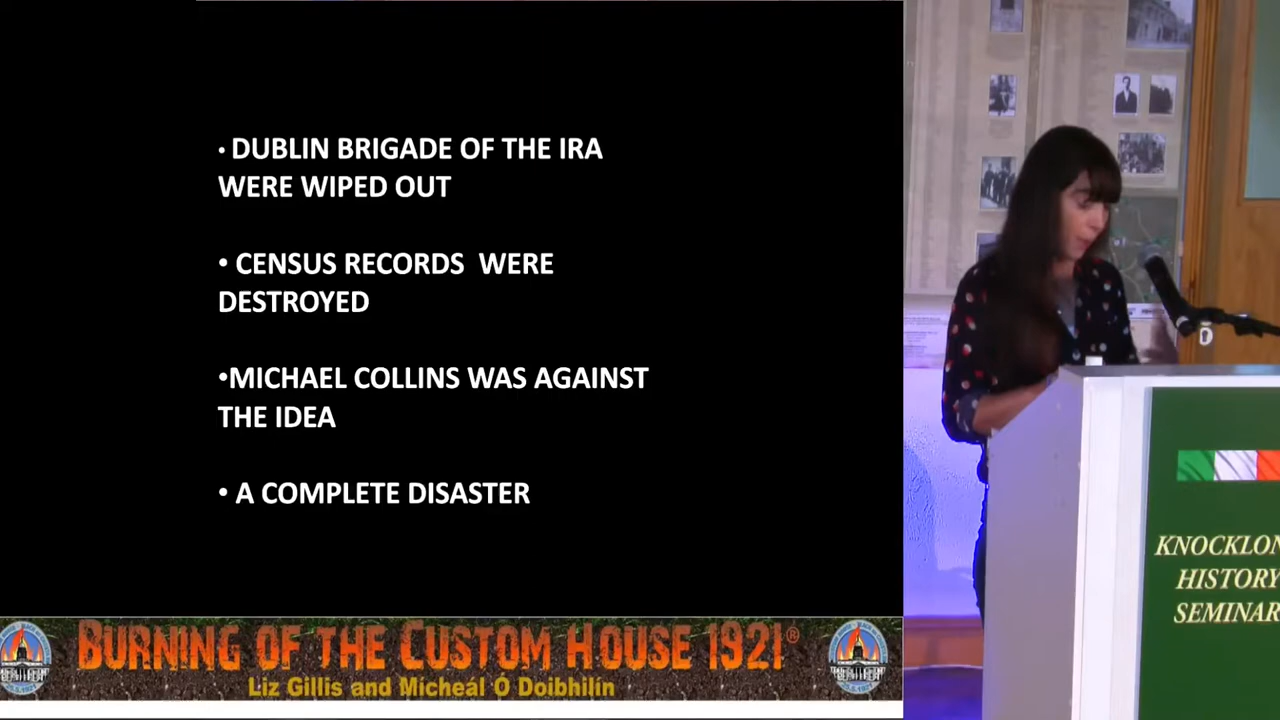 • DUBLIN BRIGADE OF THE IRA
WERE WIPED OUT
• CENSUS RECORDS WERE
DESTROYED
•MICHAEL COLLINS WAS AGAINST
THE IDEA
• A COMPLETE DISASTER
BURNING OF THE CUSTOM HOUSE 1921®
Liz Gillis and Micheál Ó Doibhilín
KNOCKLON
HISTORY
SEMINAR